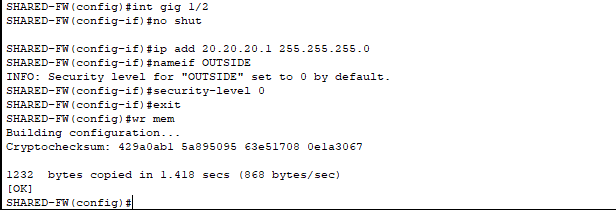 SHARED-FW(config)#int gig 1/2
SHARED-FW(config-if)#no shut
SHARED-FW(config-if)#ip add 20.20.20.1 255.255.255.0
SHARED-FW(config-if)#nameif OUTSIDE
INFO: Security level for "OUTSIDE" set to 0 by default.
SHARED-FW(config-if)#security-level 0
SHARED-FW(config-if)#exit
SHARED-FW(config)#wr mem
Building configuration...
Cryptochecksum: 429a0ab1 5a895095 63e51708 0e1a3067
1232 bytes copied in 1.418 secs (868 bytes/sec)
[OK]
SHARED-FW(config)#